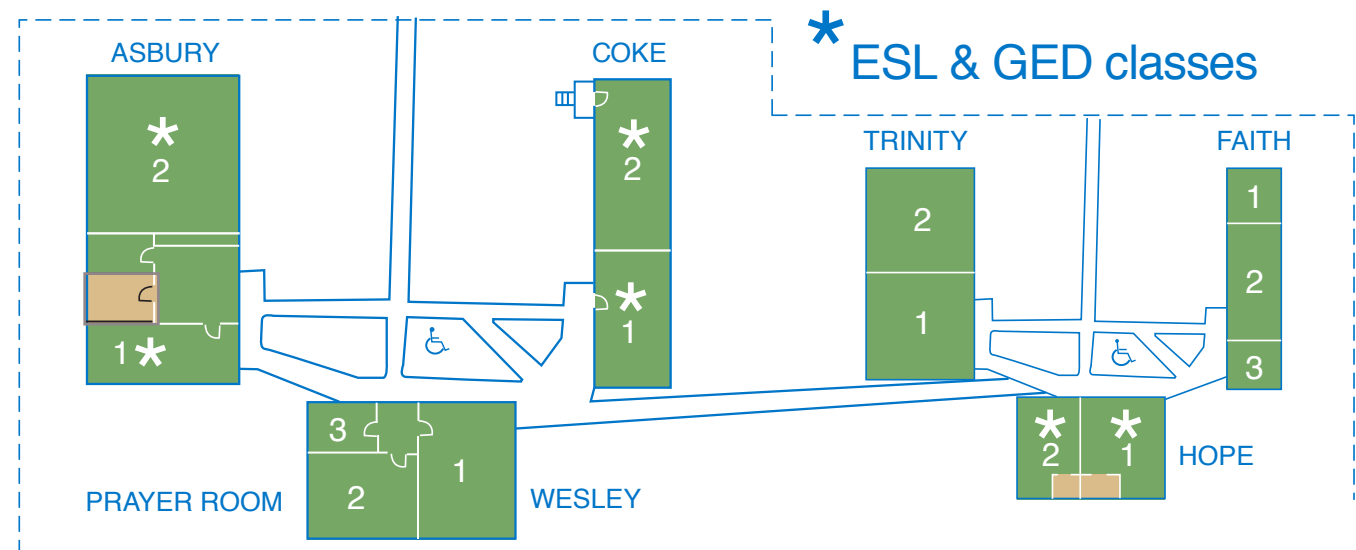 * ESL & GED classes
ASBURY
* 2
1 *
COKE
* 2
* 1
TRINITY
2
1
FAITH
1
2
3
PRAYER ROOM
3
2
1
WESLEY
* 2
* 1
HOPE